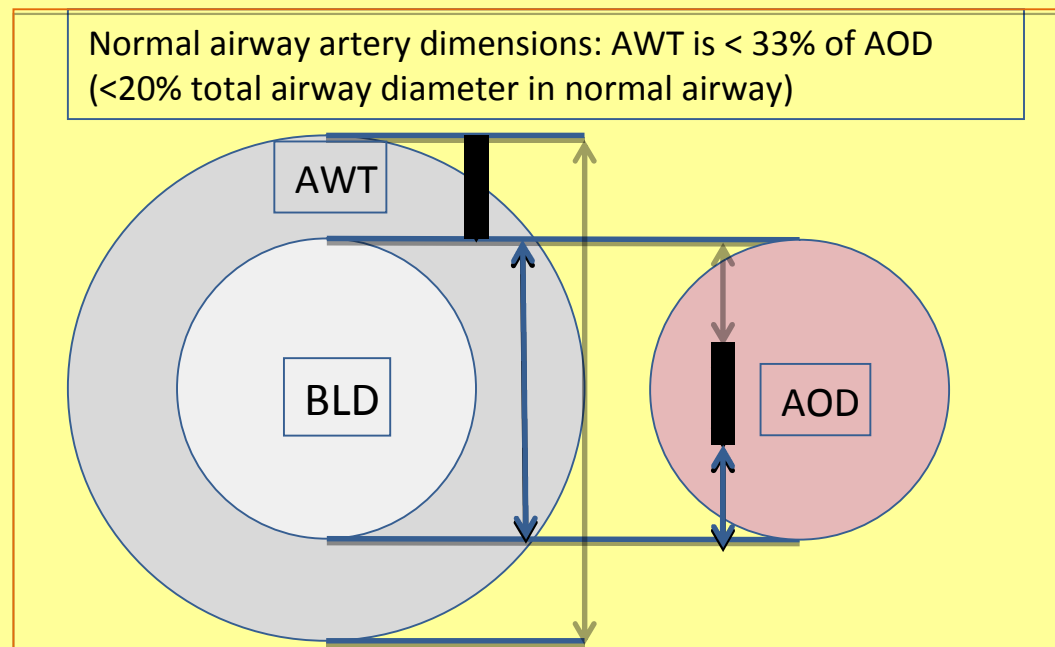 Normal airway artery dimensions: AWT is < 33% of AOD
(<20% total airway diameter in normal airway)
AWT
BLD
AOD